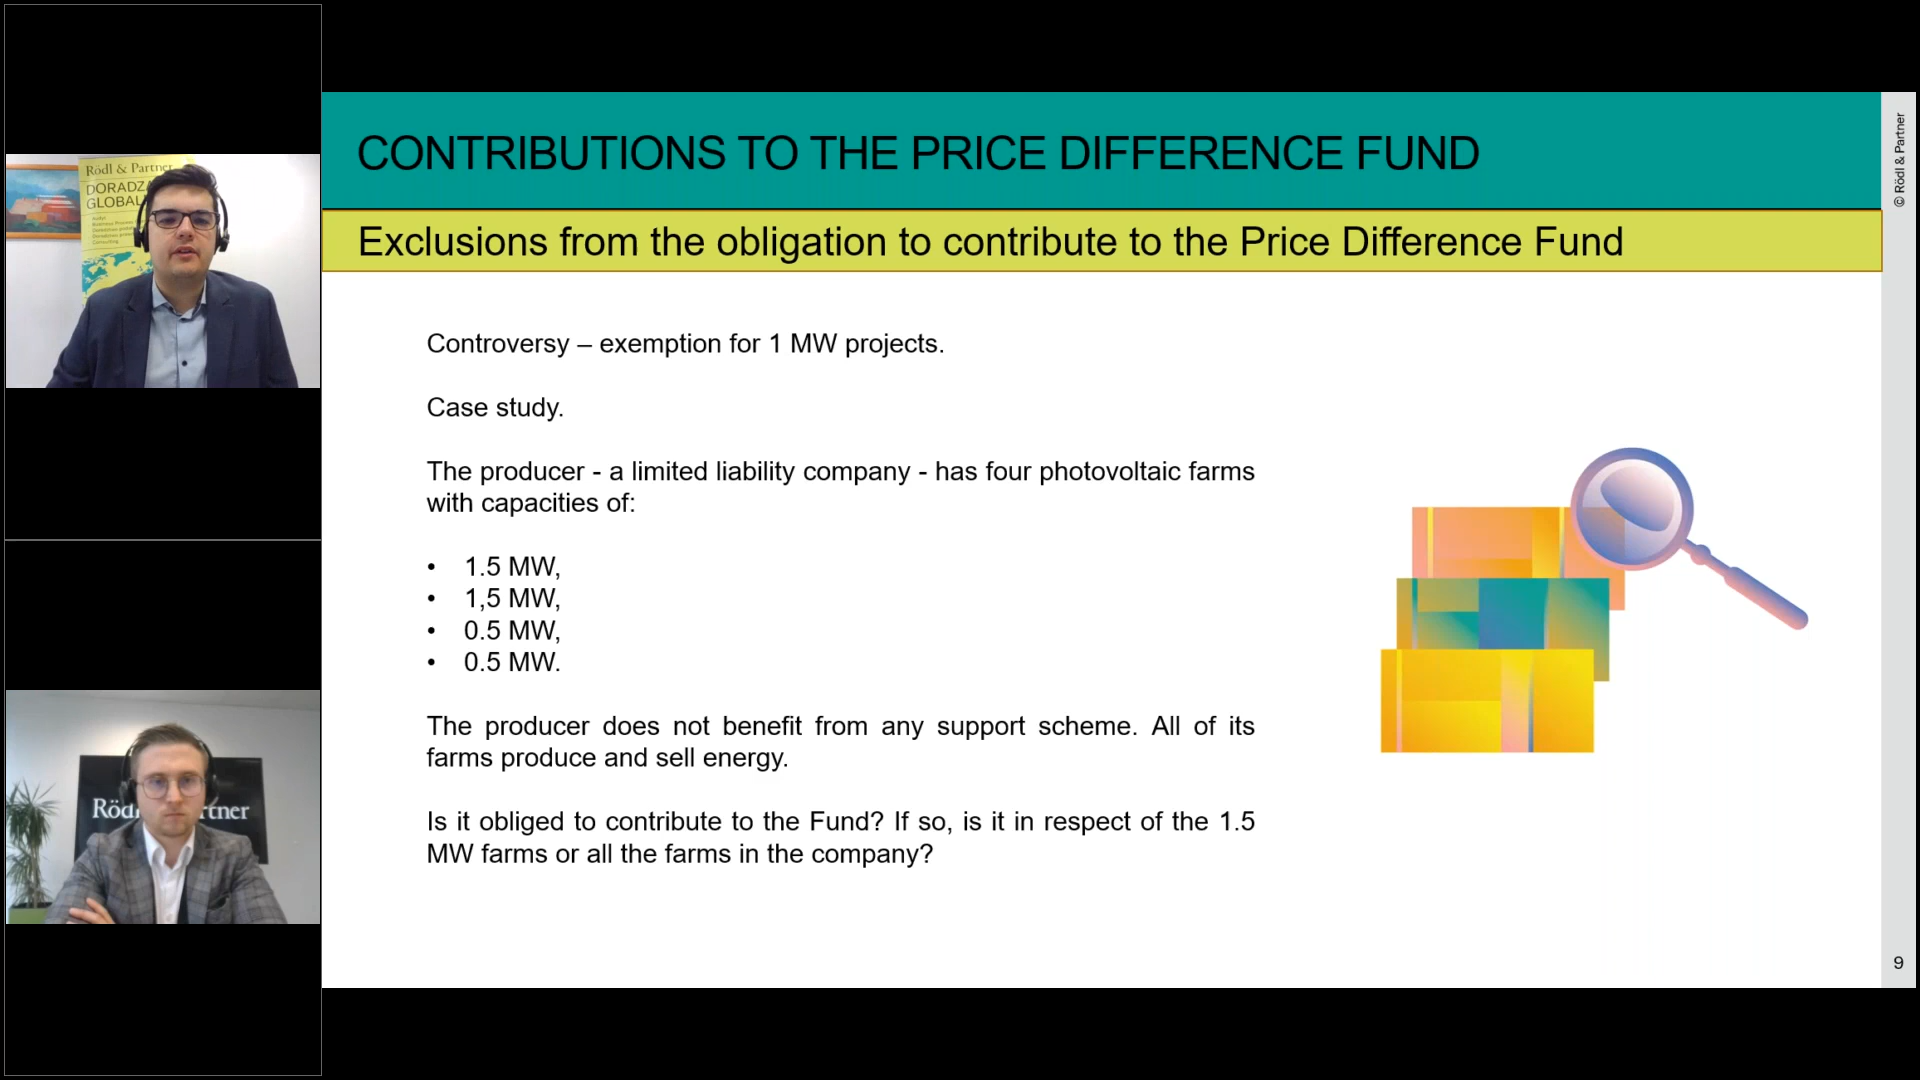 Rödl & Partner
DORADZ
GLOBAL
Röd
rtner
CONTRIBUTIONS TO THE PRICE DIFFERENCE FUND
Exclusions from the obligation to contribute to the Price Difference Fund
Controversy – exemption for 1 MW projects.
Case study.
The producer - a limited liability company - has four photovoltaic farms
with capacities of:
• 1.5 MW,
• 1,5 MW,
• 0.5 MW,
• 0.5 MW.
The producer does not benefit from any support scheme. All of its
farms produce and sell energy.
Is it obliged to contribute to the Fund? If so, is it in respect of the 1.5
MW farms or all the farms in the company?
© Rödl & Partner
9